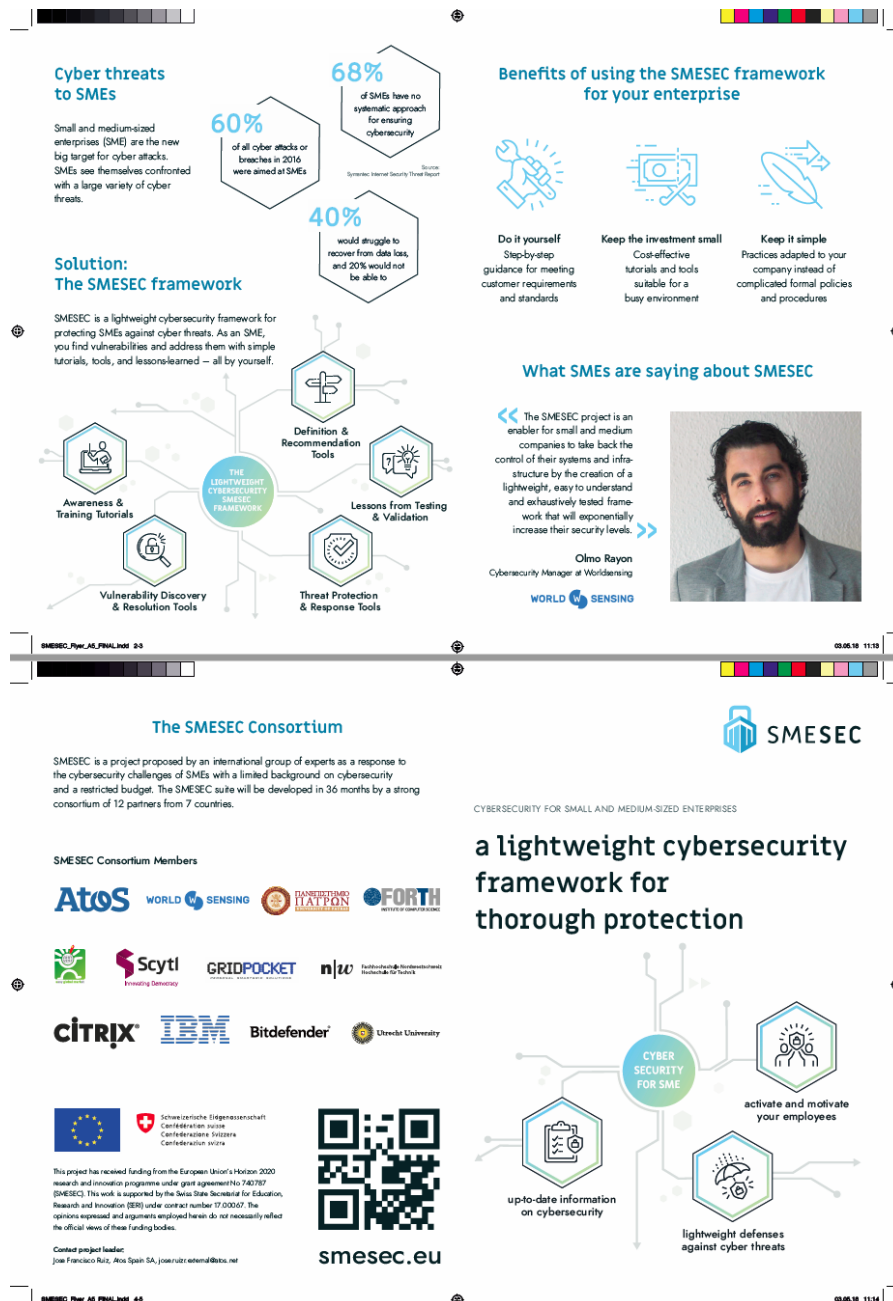 Cyber threats
to SMEs
Small and medium-sized
enterprises (SME) are the new
big target for cyber attacks.
SMEs see themselves confronted
with a large variety of cyber
threats.
60%
of all cyber attacks or
breaches in 2016
were aimed at SMEs
68%
of SMEs have no
systematic approach
for ensuring
cybersecurity
Source:
Symantec Internet Security Threat Report
40%
would struggle to
recover from data loss,
and 20% would not
be able to
Solution:
The SMESEC framework
SMESEC is a lightweight cybersecurity framework for
protecting SMEs against cyber threats. As an SME,
you find vulnerabilities and address them with simple
tutorials, tools, and lessons-learned – all by yourself.
Definition &
Recommendation
Tools
THE
LIGHTWEIGHT
CYBERSECURITY
SMESEC
FRAMEWORK
Awareness &
Training Tutorials
Lessons from Testing
& Validation
Vulnerability Discovery
& Resolution Tools
Threat Protection
& Response Tools
Benefits of using the SMESEC framework
for your enterprise
Do it yourself
Step-by-step
guidance for meeting
customer requirements
and standards
Keep the investment small
Cost-effective
tutorials and tools
suitable for a
busy environment
Keep it simple
Practices adapted to your
company instead of
complicated formal policies
and procedures
What SMEs are saying about SMESEC
« The SMESEC project is an
enabler for small and medium
companies to take back the
control of their systems and infra-
structure by the creation of a
lightweight, easy to understand
and exhaustively tested frame-
work that will exponentially
increase their security levels. »
Olmo Rayon
Cybersecurity Manager at Worldsensing
WORLD W SENSING
SMESEC_Flyer_A5_FINAL.indd 2-3
03.05.18 11:13
The SMESEC Consortium
SMESEC is a project proposed by an international group of experts as a response to
the cybersecurity challenges of SMEs with a limited background on cybersecurity
and a restricted budget. The SMESEC suite will be developed in 36 months by a strong
consortium of 12 partners from 7 countries.
SMESEC Consortium Members
Atos
WORLD W SENSING
ΠΑΝΕΠΙΣΤΗΜΙΟ
ΠΑΤΡΩΝ
UNIVERSITY OF PATRAS
FORTH
INSTITUTE OF COMPUTER SCIENCE
Scytl
Innovating Democracy
GRIDPOCKET
n|w
Fachhochschule Nordwestschweiz
Hochschule für Technik
CITRIX®
IBM
Bitdefender®
Utrecht University
Schweizerische Eidgenossenschaft
Confédération suisse
Confederazione Svizzera
Confederaziun svizra
This project has received funding from the European Union's Horizon 2020
research and innovation programme under grant agreement No 740787
(SMESEC). This work is supported by the Swiss State Secretariat for Education,
Research and Innovation (SERI) under contract number 17.00067. The
opinions expressed and arguments employed herein do not necessarily reflect
the official views of these funding bodies.
Contact project leader:
Jose Francisco Ruiz, Atos Spain SA, jose.ruizr.external@atos.net
smesec.eu
SMESEC
CYBERSECURITY FOR SMALL AND MEDIUM-SIZED ENTERPRISES
a lightweight cybersecurity
framework for
thorough protection
CYBER
SECURITY
FOR SME
activate and motivate
your employees
up-to-date information
on cybersecurity
lightweight defenses
against cyber threats
SMESEC_Flyer_A5_FINAL.indd 4-5
03.05.18 11:14